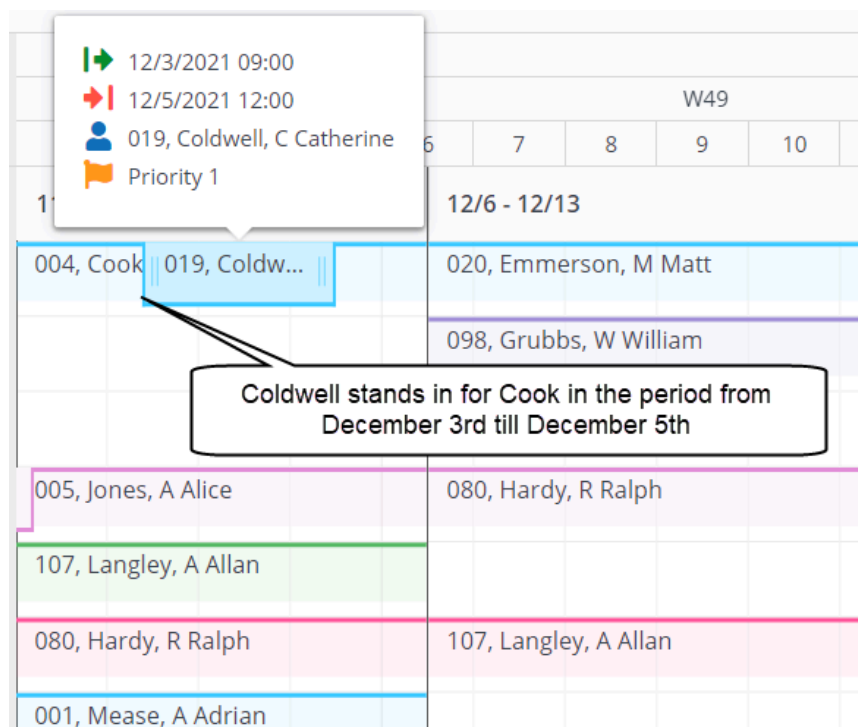 12/3/2021 09:00
12/5/2021 12:00
019, Coldwell, C Catherine
Priority 1
W49
6 7 8 9 10
12/6 - 12/13
004, Cook 019, Coldw... 020, Emmerson, M Matt
098, Grubbs, W William
Coldwell stands in for Cook in the period from
December 3rd till December 5th
005, Jones, A Alice 080, Hardy, R Ralph
107, Langley, A Allan
080, Hardy, R Ralph 107, Langley, A Allan
001, Mease, A Adrian